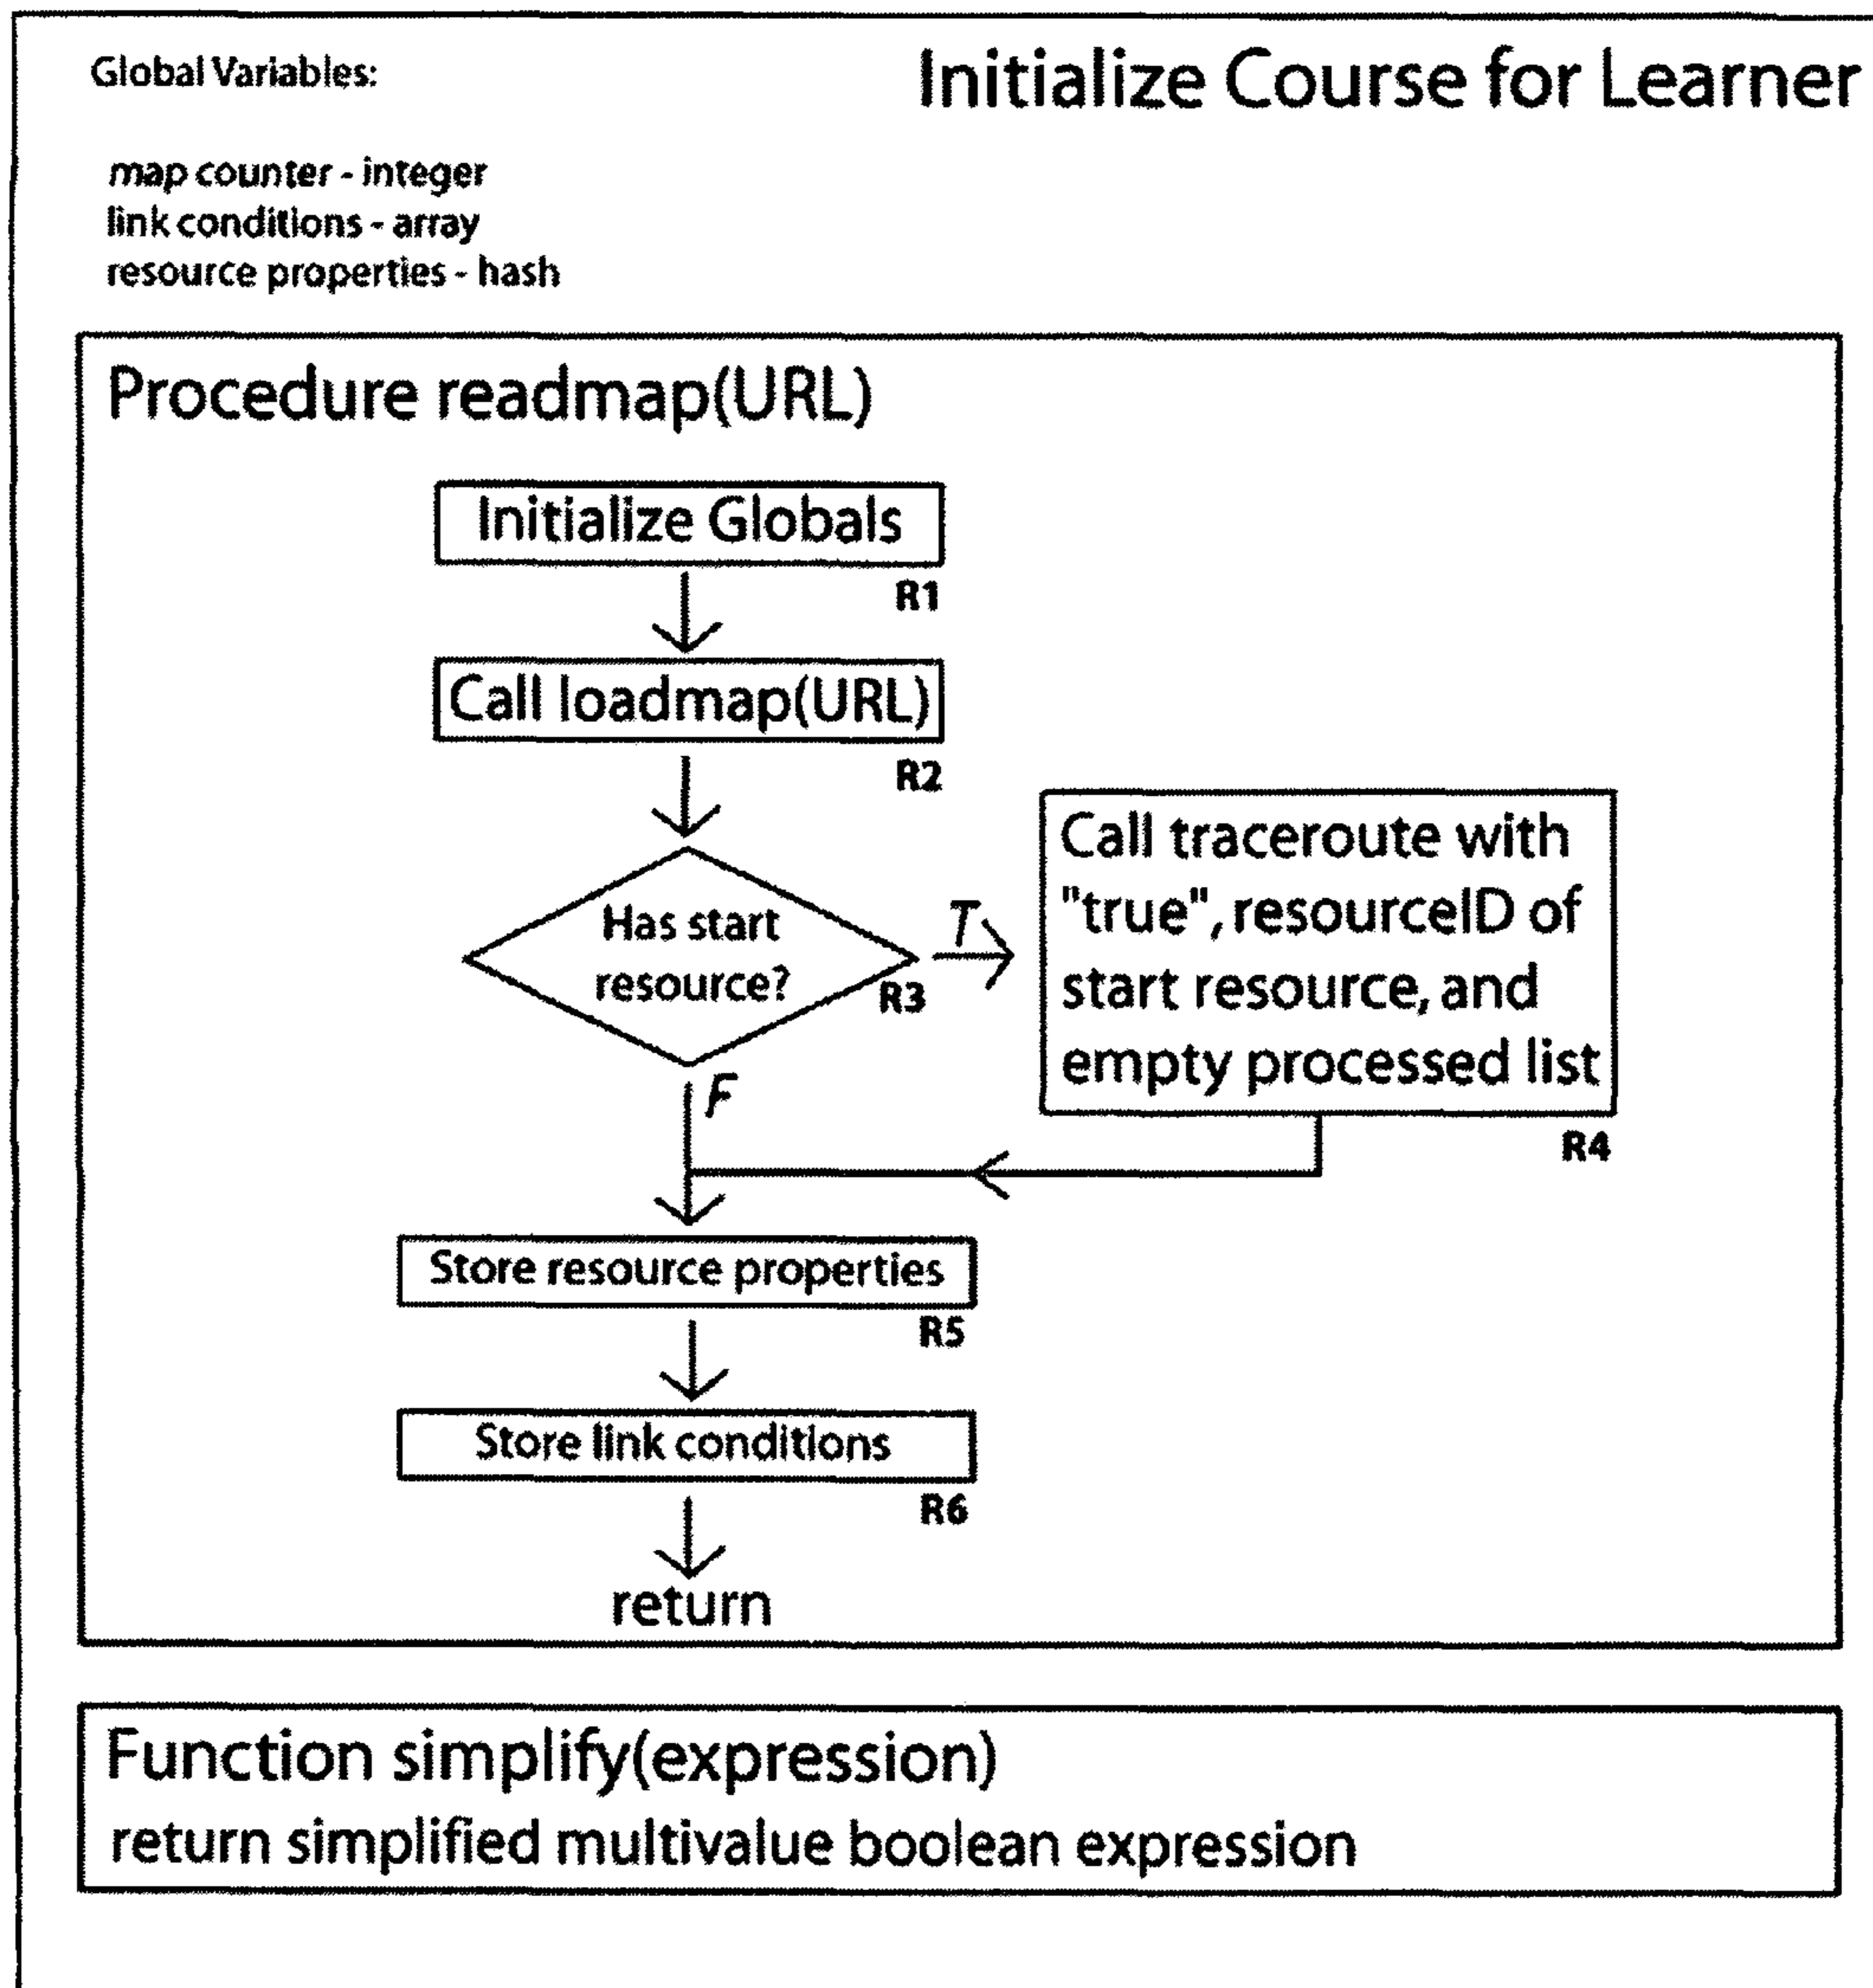 Initialize Course for Learner
Global Variables:
map counter - integer
link conditions - array
resource properties - hash
Procedure readmap(URL)
Initialize Globals
R1
Call loadmap(URL)
R2
Has start
resource?
R3
T
Call traceroute with
"true", resourceID of
start resource, and
empty processed list
R4
F
Store resource properties
R5
Store link conditions
R6
return
Function simplify(expression)
return simplified multivalue boolean expression